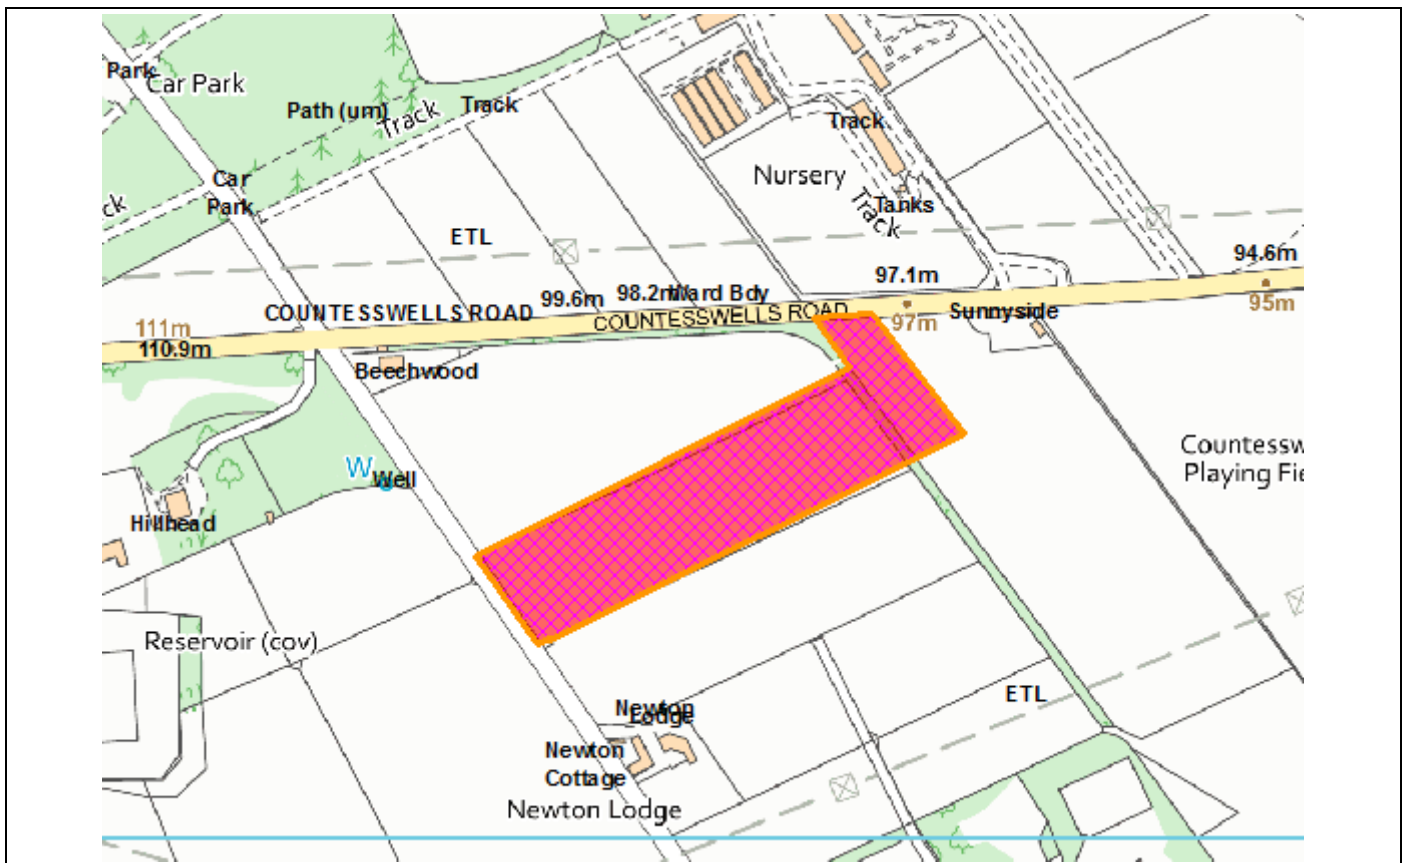 Park
Car Park
Path (um)
Track
Track
Track
Car
Park
ck
Nursery
Tanks
Track
ETL
94.6m
97.1m
99.6m
98.2m
Ward Bdy
COUNTESSWELLS ROAD
COUNTESSWELLS ROAD
97m
Sunnyside
95m
111m
110.9m
Beechwood
W
Well
Countessw
Playing Fie
Hillhead
Reservoir (cov)
ETL
Newton
Lodge
Newton
Cottage
Newton Lodge